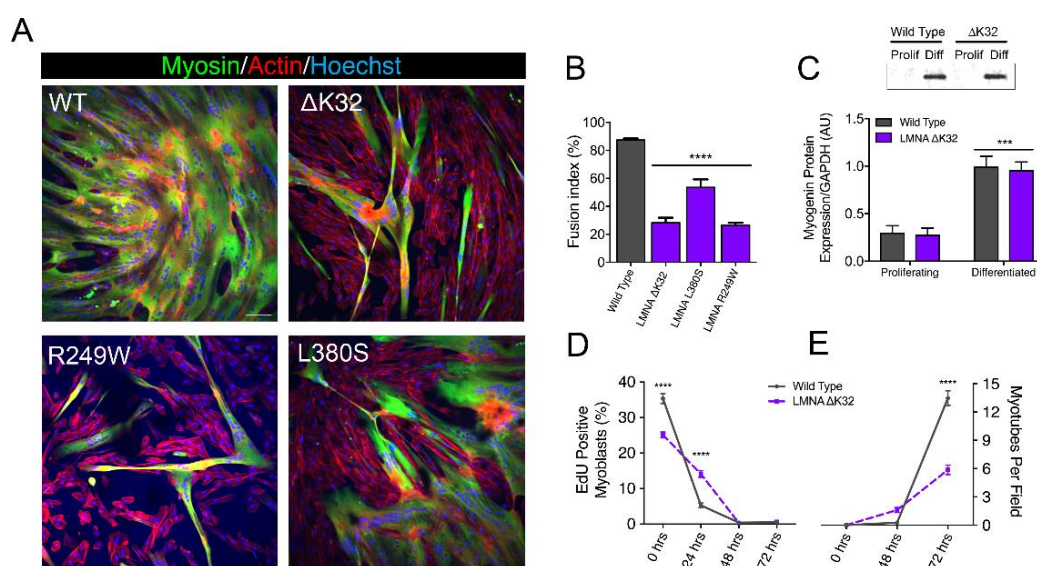 A
Myosin/Actin/Hoechst
WT
ΔK32
R249W
L380S
B
Fusion index (%)
100
80
60
40
20
0
****
Wild Type
LMNA ΔK32
LMNA L380S
LMNA R249W
C
Wild Type
ΔK32
Prolif Diff Prolif Diff
Myogenin Protein
Expression/GAPDH (AU)
Wild Type
LMNA ΔK32
1.5
1.0
0.5
0.0
***
Proliferating
Differentiated
D
EdU Positive
Myoblasts (%)
40
30
20
10
0
****
****
0 hrs
24 hrs
48 hrs
72 hrs
Wild Type
LMNA ΔK32
E
****
15
12
9
6
3
0
Myotubes Per Field
0 hrs
48 hrs
72 hrs